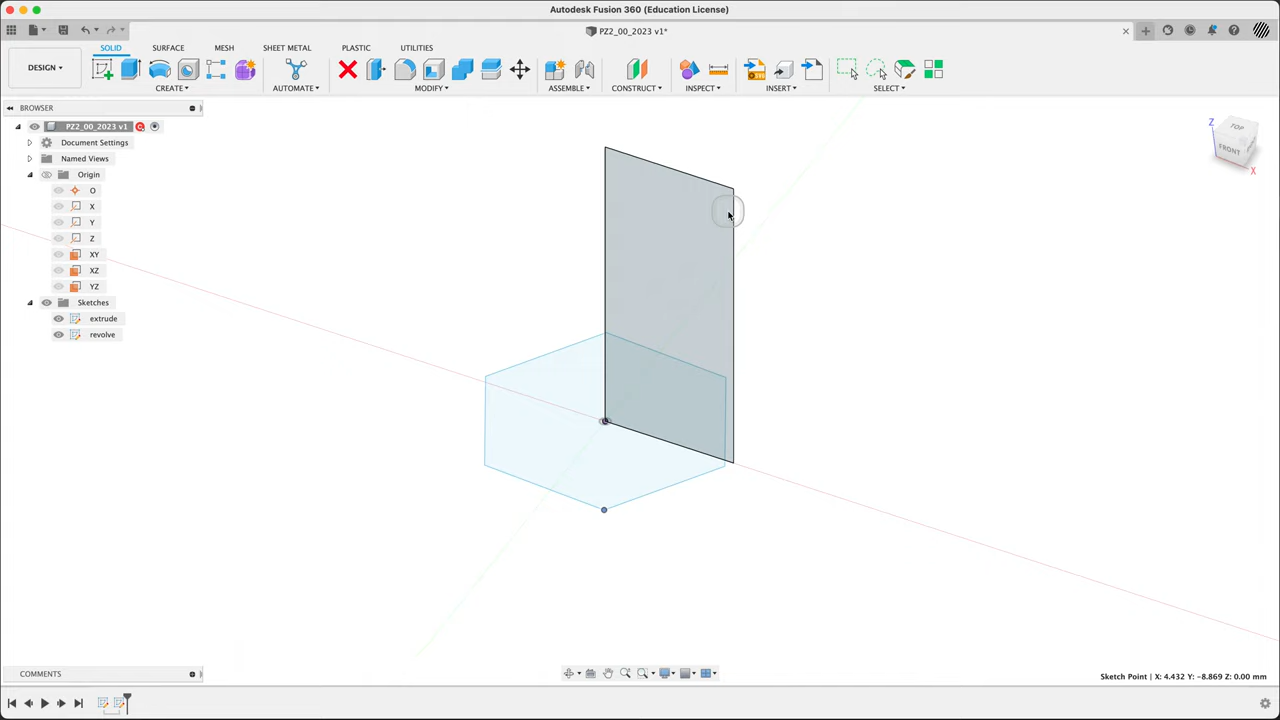 Autodesk Fusion 360 (Education License)
PZ2_00_2023 v1*
SOLID SURFACE MESH SHEET METAL PLASTIC UTILITIES
DESIGN
CREATE AUTOMATE MODIFY ASSEMBLE CONSTRUCT INSPECT INSERT SELECT
BROWSER
PZ2_00_2023 v1
Document Settings
Named Views
Origin
O
X
Y
Z
XY
XZ
YZ
Sketches
extrude
revolve
Z
TOP
FRONT
X
COMMENTS
Sketch Point | X: 4.432 Y: -8.869 Z: 0.00 mm